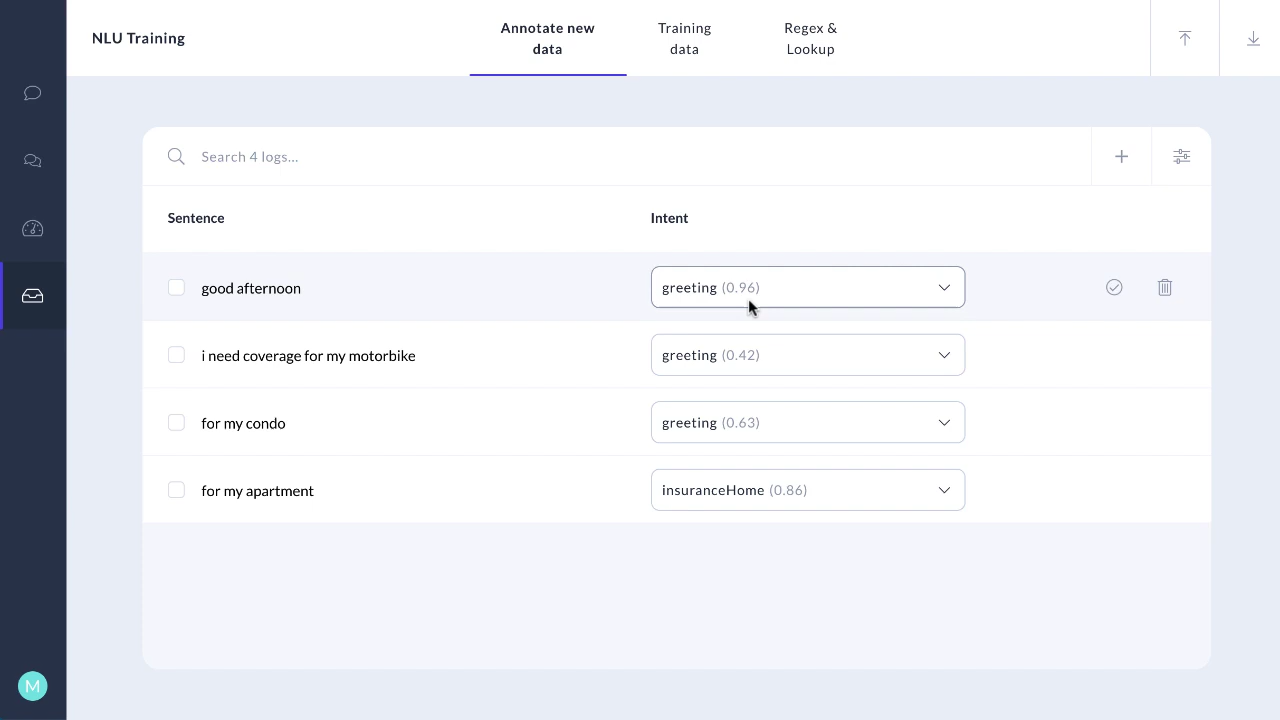 NLU Training
Annotate new
data
Training
data
Regex &
Lookup
Search 4 logs...
Sentence
Intent
good afternoon
greeting (0.96)
i need coverage for my motorbike
greeting (0.42)
for my condo
greeting (0.63)
for my apartment
insuranceHome (0.86)
M